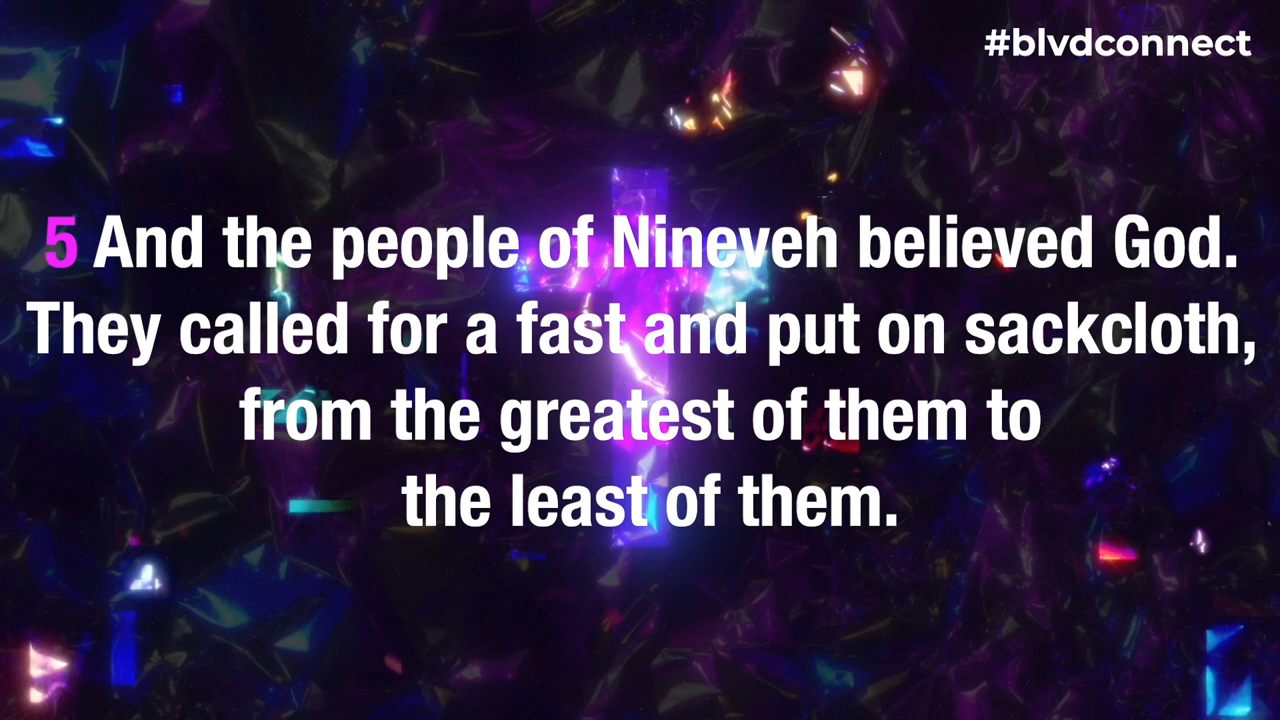 #blvdconnect
5 And the people of Nineveh believed God.
They called for a fast and put on sackcloth,
from the greatest of them to
the least of them.